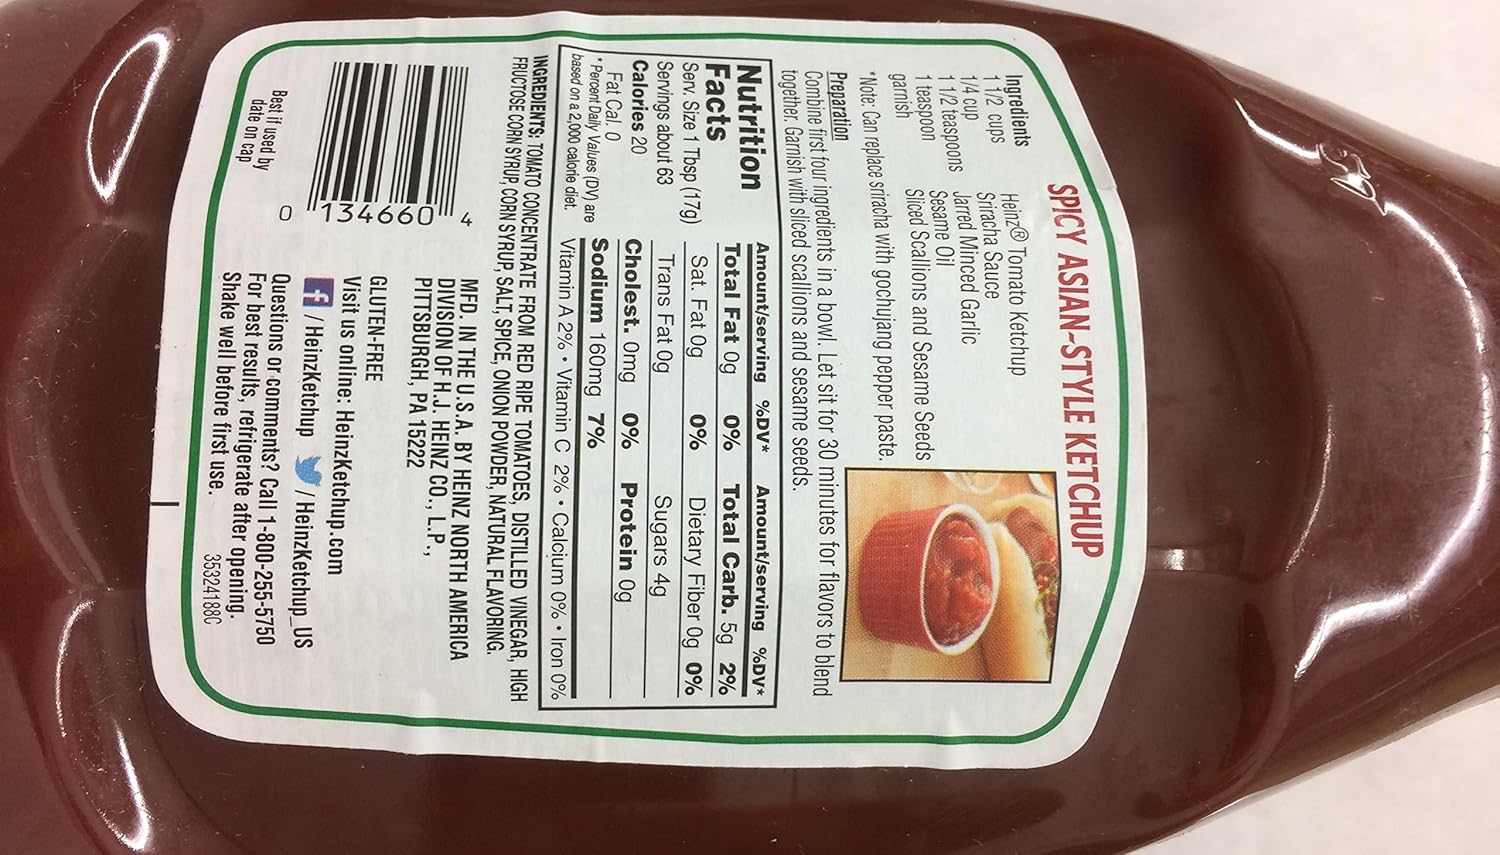 SPICY ASIAN-STYLE KETCHUP
Ingredients
1 1/2 cups Heinz® Tomato Ketchup
1/4 cup Sriracha Sauce
1 1/2 teaspoons Jarred Minced Garlic
1 teaspoon Sesame Oil
garnish Sliced Scallions and Sesame Seeds
*Note: Can replace sriracha with gochujang pepper paste.
Preparation
Combine first four ingredients in a bowl. Let sit for 30 minutes for flavors to blend
together. Garnish with sliced scallions and sesame seeds.
Nutrition
Facts
Serv. Size 1 Tbsp (17g)
Servings about 63
Calories 20
Fat Cal. 0
*Percent Daily Values (DV) are
based on a 2,000 calorie diet.
Amount/serving %DV* Amount/serving %DV*
Total Fat 0g 0% Total Carb. 5g 2%
Sat. Fat 0g 0% Dietary Fiber 0g 0%
Trans Fat 0g Sugars 4g
Cholest. 0mg 0% Protein 0g
Sodium 160mg 7%
Vitamin A 2% • Vitamin C 2% • Calcium 0% • Iron 0%
INGREDIENTS: TOMATO CONCENTRATE FROM RED RIPE TOMATOES, DISTILLED VINEGAR, HIGH
FRUCTOSE CORN SYRUP, CORN SYRUP, SALT, SPICE, ONION POWDER, NATURAL FLAVORING.
0 134660 4
Best if used by
date on cap
MFD. IN THE U.S.A. BY HEINZ NORTH AMERICA
DIVISION OF H.J. HEINZ CO., L.P.,
PITTSBURGH, PA 15222
GLUTEN-FREE
Visit us online: HeinzKetchup.com
f / HeinzKetchup / HeinzKetchup_US
Questions or comments? Call 1-800-255-5750
For best results, refrigerate after opening.
Shake well before first use.
35324188C